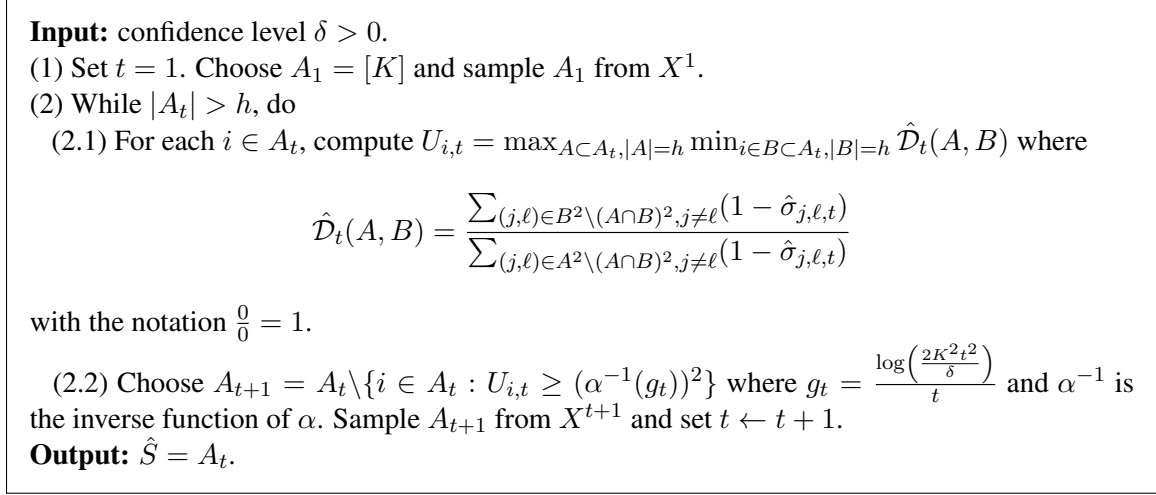 Input: confidence level δ > 0.
(1) Set t = 1. Choose A_1 = [K] and sample A_1 from X^1.
(2) While |A_t| > h, do
(2.1) For each i ∈ A_t, compute U_{i,t} = max_{A⊂A_t,|A|=h} min_{i∈B⊂A_t,|B|=h} \hat{D}_t(A, B) where
\hat{D}_t(A, B) = \frac{∑_{(j,ℓ)∈B^2\(A∩B)^2,j≠ℓ}(1 − \hat{σ}_{j,ℓ,t})}{∑_{(j,ℓ)∈A^2\(A∩B)^2,j≠ℓ}(1 − \hat{σ}_{j,ℓ,t})}
with the notation \frac{0}{0} = 1.
(2.2) Choose A_{t+1} = A_t\{i ∈ A_t : U_{i,t} ≥ (α^{−1}(g_t))^2} where g_t = \frac{log(\frac{2K^2t^2}{δ})}{t} and α^{−1} is
the inverse function of α. Sample A_{t+1} from X^{t+1} and set t ← t + 1.
Output: \hat{S} = A_t.